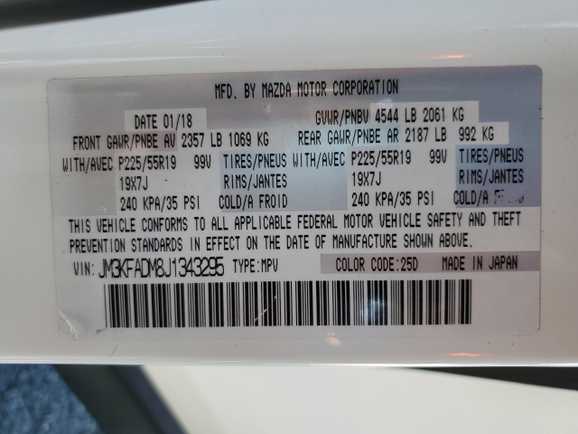 MFD. BY MAZDA MOTOR CORPORATION
DATE 01/18 GVWR/PNBV 4544 LB 2061 KG
FRONT GAWR/PNBE AV 2357 LB 1069 KG REAR GAWR/PNBE AR 2187 LB 992 KG
WITH/AVEC P225/55R19 99V TIRES/PNEUS WITH/AVEC P225/55R19 99V TIRES/PNEUS
19X7J RIMS/JANTES 19X7J RIMS/JANTES
240 KPA/35 PSI COLD/A FROID 240 KPA/35 PSI COLD/A FROID
THIS VEHICLE CONFORMS TO ALL APPLICABLE FEDERAL MOTOR VEHICLE SAFETY AND THEFT
PREVENTION STANDARDS IN EFFECT ON THE DATE OF MANUFACTURE SHOWN ABOVE.
VIN: JM3KFADM8J1343295 TYPE:MPV COLOR CODE:25D MADE IN JAPAN